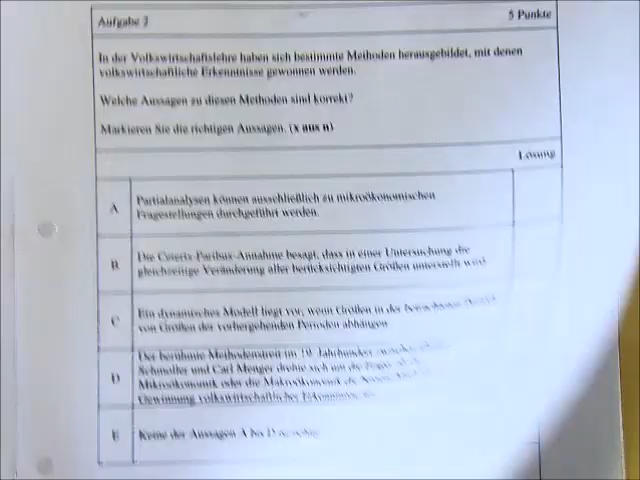 Aufgabe 2
5 Punkte
In der Volkswirtschaftslehre haben sich bestimmte Methoden herausgebildet, mit denen
volkswirtschaftliche Erkenntnisse gewonnen werden.
Welche Aussagen zu diesen Methoden sind korrekt?
Markieren Sie die richtigen Aussagen. (x aus n)
Lösung
A
Partialanalysen können ausschließlich zu mikroökonomischen
Fragestellungen durchgeführt werden.
B
Die Ceteris-Paribus-Annahme besagt, dass in einer Untersuchung die
gleichzeitige Veränderung aller berücksichtigten Größen unterstellt wird
C
Ein dynamisches Modell liegt vor, wenn Größen in der
von Größen der vorhergehenden Perioden abhängen
D
Der berühmte Methodenstreit im 19. Jahrhundert
Schmoller und Carl Menger drehte sich um die
Mikroökonomik oder die Makroökonomik
Gewinnung volkswirtschaftlicher
E
Keine der Aussagen A bis D